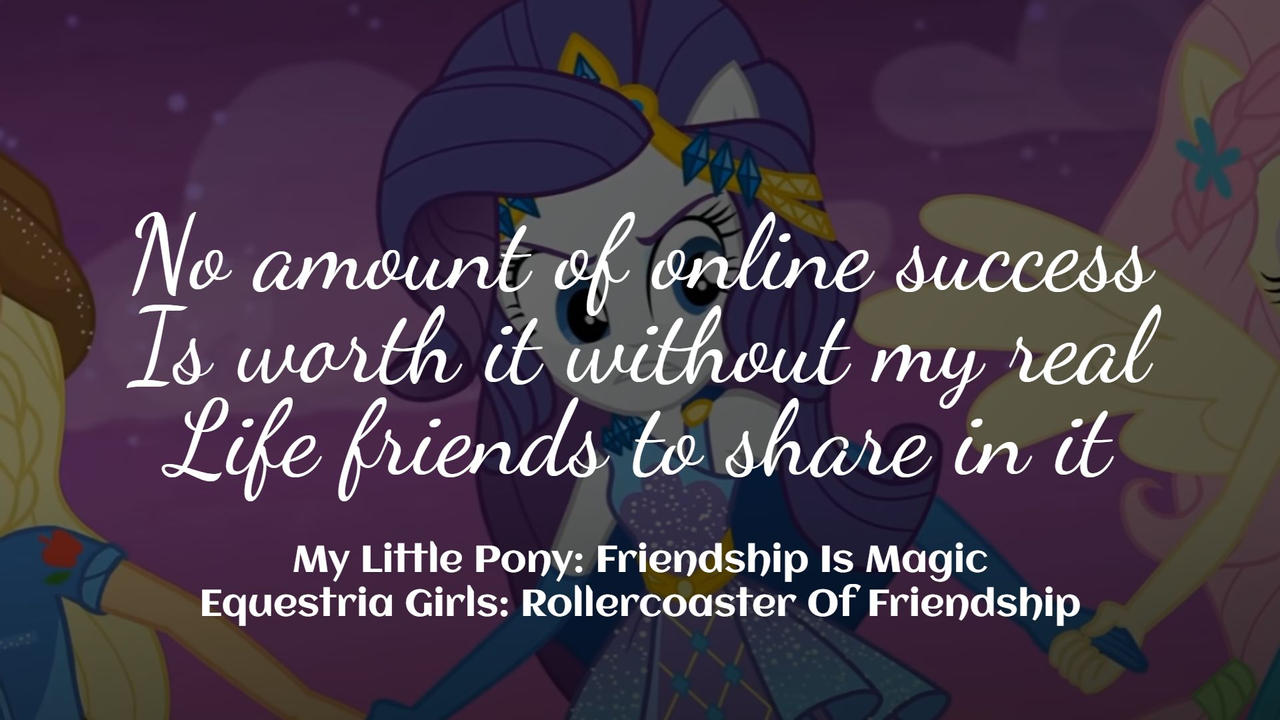 No amount of online success
Is worth it without my real
Life friends to share in it
My Little Pony: Friendship Is Magic
Equestria Girls: Rollercoaster Of Friendship